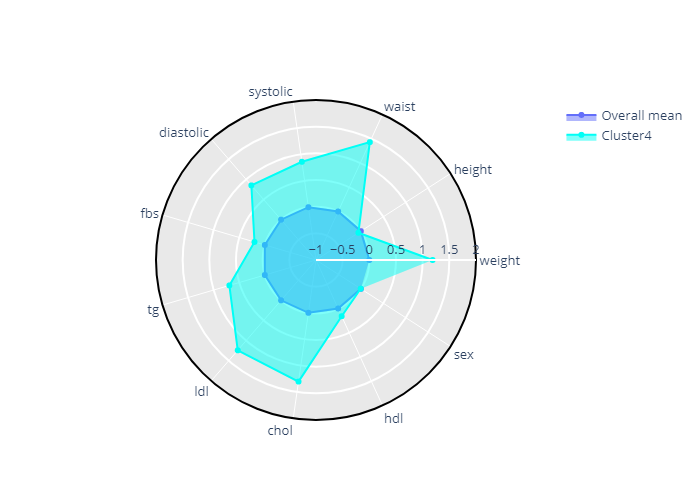 systolic
waist
Overall mean
diastolic
Cluster4
height
fbs
−1 −0.5 0 0.5 1 1.5 2
weight
tg
sex
ldl
hdl
chol